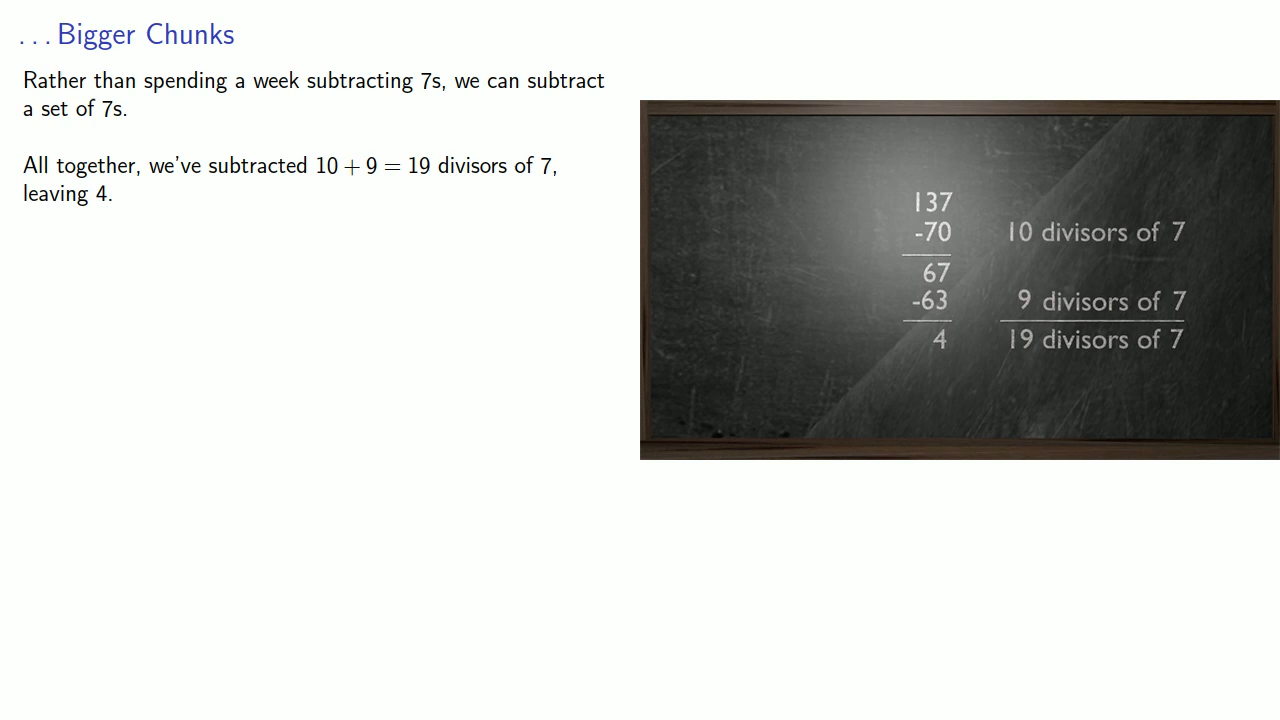 ...Bigger Chunks
Rather than spending a week subtracting 7s, we can subtract
a set of 7s.
All together, we've subtracted 10 + 9 = 19 divisors of 7,
leaving 4.
137
-70 10 divisors of 7
67
-63 9 divisors of 7
4 19 divisors of 7